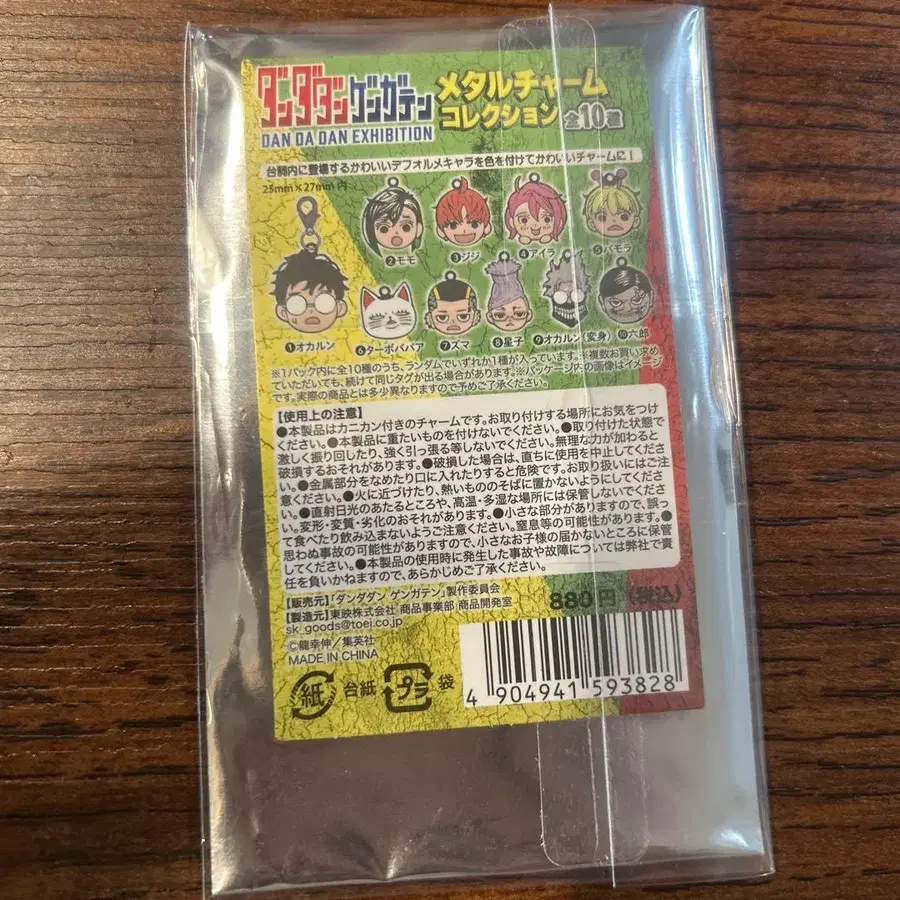 ダンダダンゲンガテン
DAN DA DAN EXHIBITION
メタルチャーム
コレクション 全10種
台詞内に登場するかわいいデフォルメキャラを色を付けてかわいいチャームに!
25mm×27mm 円
❷モモ
❸ジジ
❹アイラ
❺バモラ
❶オカルン
❻ターボババア
❼ズマ
❽星子
❾オカルン(変身)
❿六郎
※1パック内に全10種のうち、ランダムでいずれか1種が入っています。※複数お買い求め
ていただいても、続けて同じタグが出る場合があります。※パッケージ内の画像はイメージ
です。実際の商品とは多少異なりますので予めご了承ください。
【使用上の注意】
●本製品はカニカン付きのチャームです。お取り付けする場所にお気をつけ
ください。●本製品に重たいものを付けないでください。●取り付けた状態で
激しく振り回したり、強く引っ張る等しないでください。無理な力が加わると
破損するおそれがあります。●破損した場合は、直ちに使用を中止してくださ
い。●金属部分をなめたり口に入れたりすると危険です。お取り扱いにはご注
意ください。●火に近づけたり、熱いもののそばに置かないようにしてくださ
い。●直射日光のあたるところや、高温・多湿な場所には保管しないでくださ
い。変形・変質・劣化のおそれがあります。●小さな部分がありますので、誤っ
て食べたり飲み込まないようご注意ください。窒息等の可能性があります。●
思わぬ事故の可能性がありますので、小さなお子様の届かないところに保管
してください。●本製品の使用時に発生した事故や故障については弊社で責
任を負いかねますので、あらかじめご了承ください。
【販売元】「ダンダダン ゲンガテン」製作委員会
【製造元】東映株式会社 商品事業部 商品開発室
sk_goods@toei.co.jp
880円(税込)
©龍幸伸/集英社
MADE IN CHINA
紙 台紙 プラ 袋
4 904941 593828